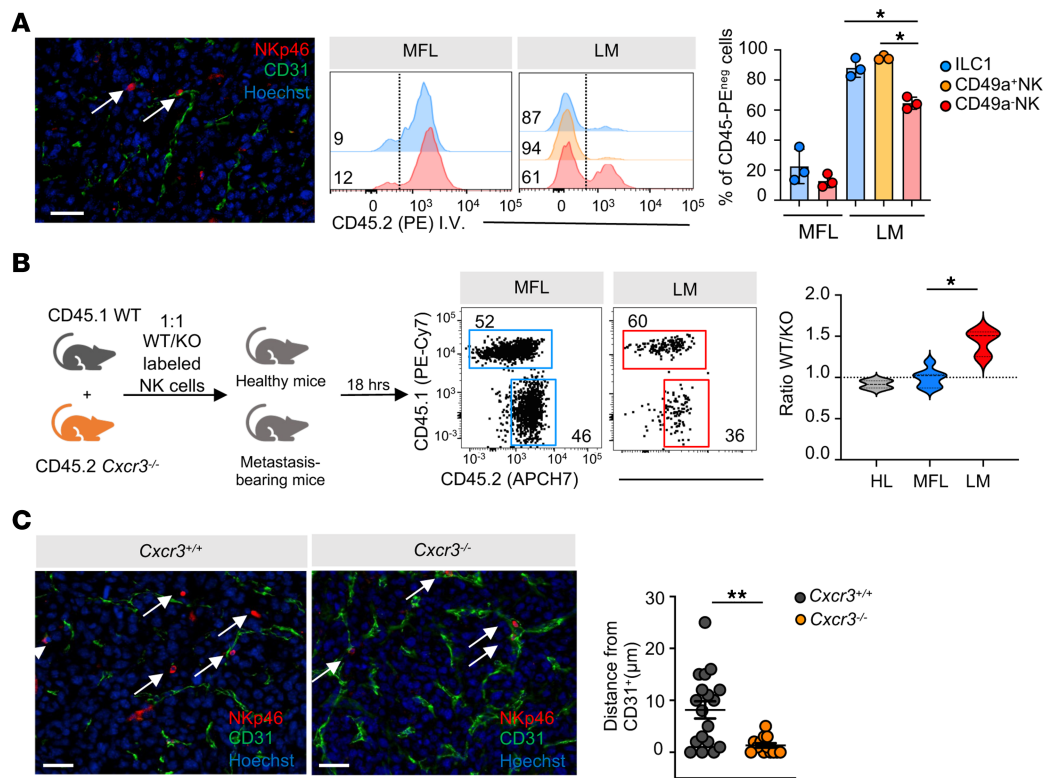 A
NKp46
CD31
Hoechst
MFL
LM
9
12
87
94
61
0 10³ 10⁴ 10⁵
0 10³ 10⁴ 10⁵
CD45.2 (PE) I.V.
% of CD45-PEⁿᵉᵍ cells
100
80
60
40
20
0
*
*
MFL
LM
ILC1
CD49a⁺NK
CD49a⁻NK
B
CD45.1 WT
+
CD45.2 Cxcr3⁻/⁻
1:1
WT/KO
labeled
NK cells
Healthy mice
Metastasis-
bearing mice
18 hrs
MFL
LM
CD45.1 (PE-Cy7)
10⁵
10⁴
10³
10⁻³
52
46
60
36
10⁻³ 10³ 10⁴ 10⁵
CD45.2 (APCH7)
Ratio WT/KO
2.0
1.5
1.0
0.5
0.0
*
HL MFL LM
C
Cxcr3⁺/⁺
Cxcr3⁻/⁻
NKp46
CD31
Hoechst
NKp46
CD31
Hoechst
Distance from
CD31⁺(μm)
30
20
10
0
**
Cxcr3⁺/⁺
Cxcr3⁻/⁻